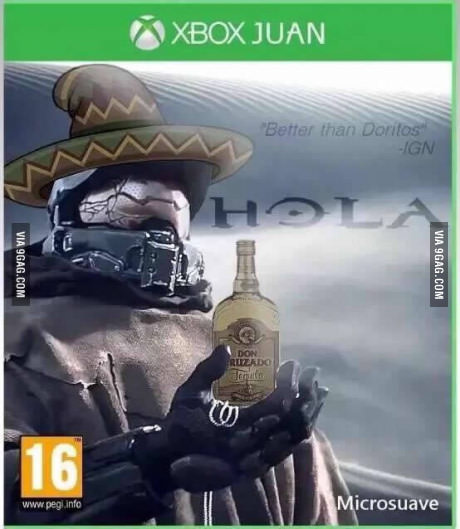 XBOX JUAN
"Better than Doritos"
-IGN
HOLA
VIA 9GAG.COM
VIA 9GAG.COM
DON
RUZADO
Tequila
16
www.pegi.info
Microsuave